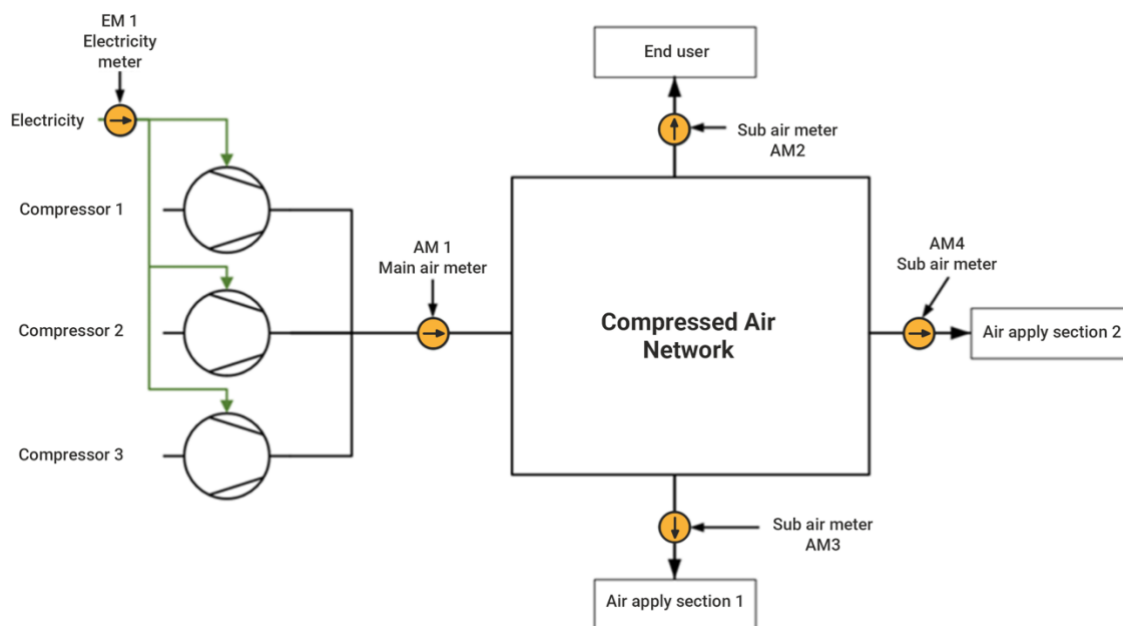 EM 1
Electricity
meter
Electricity
Compressor 1
Compressor 2
Compressor 3
AM 1
Main air meter
End user
Sub air meter
AM2
Compressed Air
Network
AM4
Sub air meter
Air apply section 2
Sub air meter
AM3
Air apply section 1